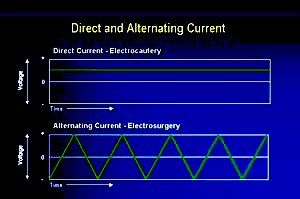 Direct and Alternating Current
Direct Current - Electrocautery
Voltage
+
0
-
Time
Alternating Current - Electrosurgery
Voltage
+
0
-
Time